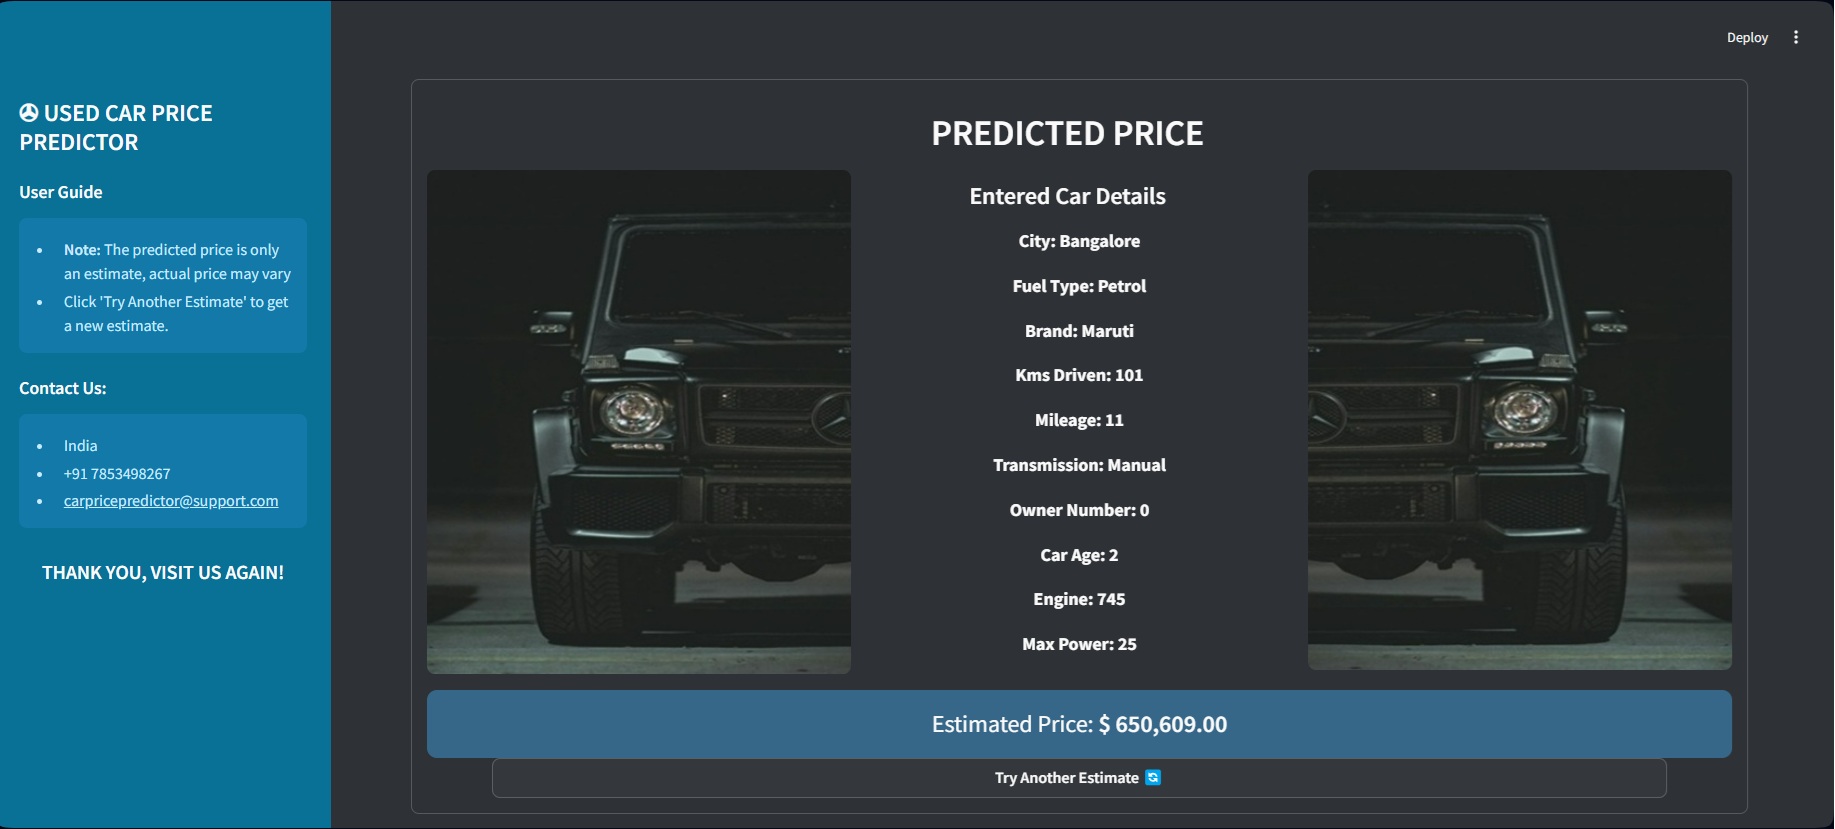 Deploy
USED CAR PRICE
PREDICTOR
User Guide
Note: The predicted price is only
an estimate, actual price may vary
Click 'Try Another Estimate' to get
a new estimate.
Contact Us:
India
+91 7853498267
carpricepredictor@support.com
THANK YOU, VISIT US AGAIN!
PREDICTED PRICE
Entered Car Details
City: Bangalore
Fuel Type: Petrol
Brand: Maruti
Kms Driven: 101
Mileage: 11
Transmission: Manual
Owner Number: 0
Car Age: 2
Engine: 745
Max Power: 25
Estimated Price: $ 650,609.00
Try Another Estimate